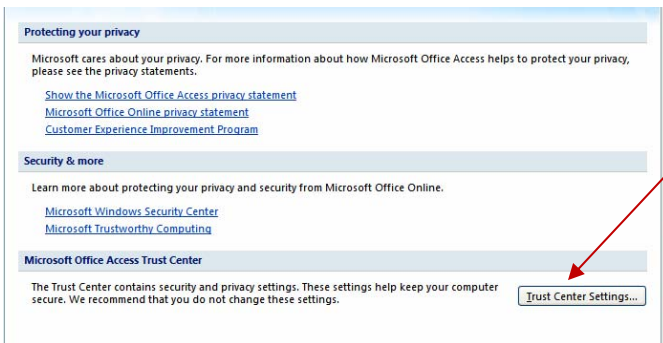 Protecting your privacy
Microsoft cares about your privacy. For more information about how Microsoft Office Access helps to protect your privacy,
please see the privacy statements.
Show the Microsoft Office Access privacy statement
Microsoft Office Online privacy statement
Customer Experience Improvement Program
Security & more
Learn more about protecting your privacy and security from Microsoft Office Online.
Microsoft Windows Security Center
Microsoft Trustworthy Computing
Microsoft Office Access Trust Center
The Trust Center contains security and privacy settings. These settings help keep your computer
secure. We recommend that you do not change these settings.
Trust Center Settings...